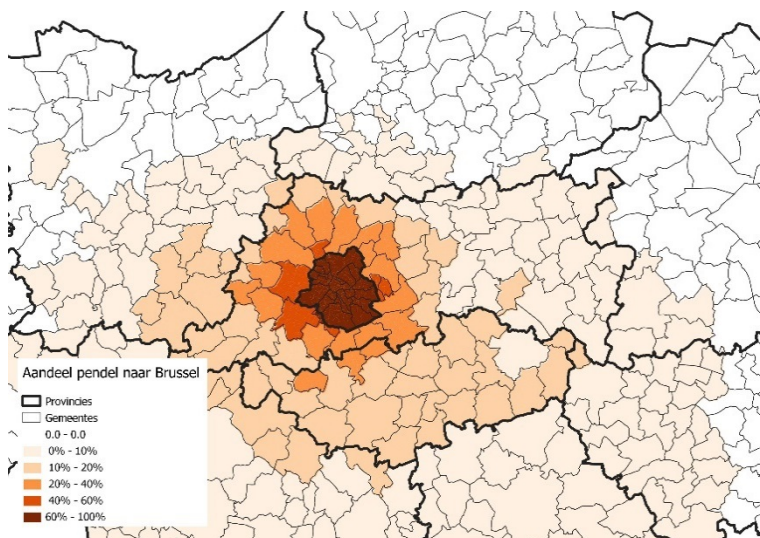 Aandeel pendel naar Brussel
Provincies
Gemeentes
0.0 - 0.0
0% - 10%
10% - 20%
20% - 40%
40% - 60%
60% - 100%